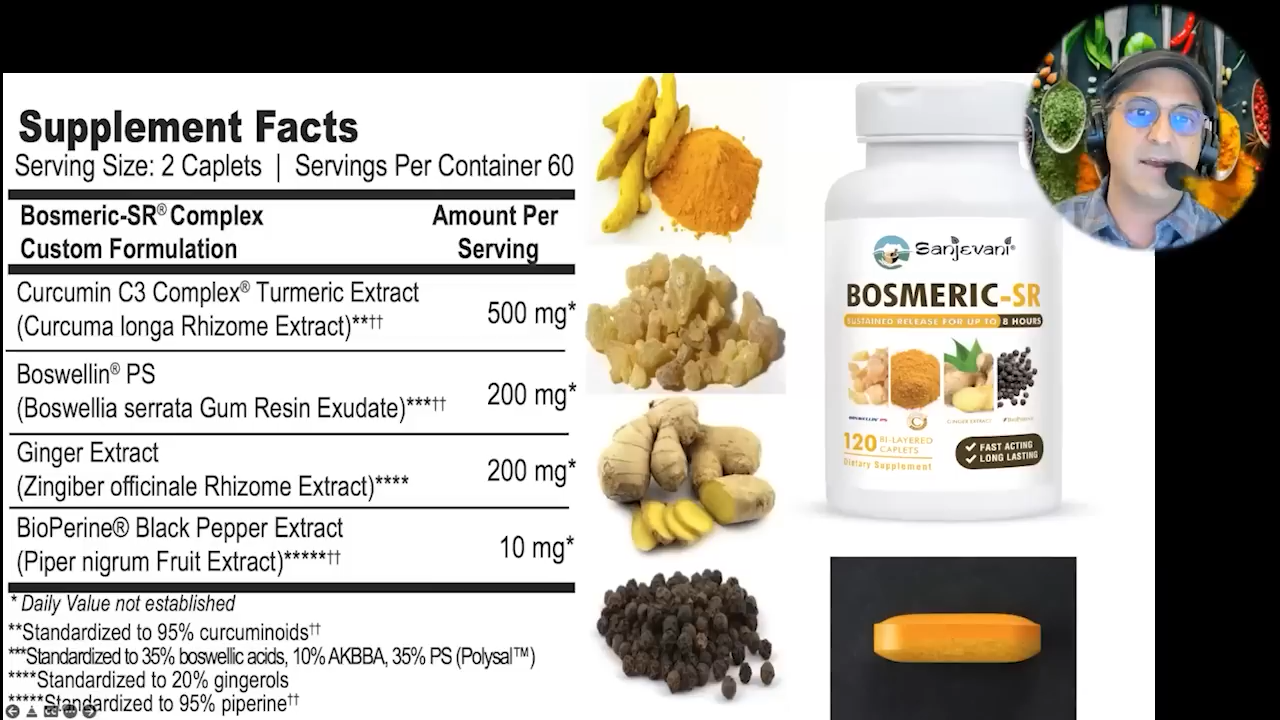 Supplement Facts
Serving Size: 2 Caplets | Servings Per Container 60
Bosmeric-SR® Complex
Custom Formulation
Amount Per
Serving
Curcumin C3 Complex® Turmeric Extract
(Curcuma longa Rhizome Extract)**††
500 mg*
Boswellin® PS
(Boswellia serrata Gum Resin Exudate)***††
200 mg*
Ginger Extract
(Zingiber officinale Rhizome Extract)****
200 mg*
BioPerine® Black Pepper Extract
(Piper nigrum Fruit Extract)*****††
10 mg*
* Daily Value not established
**Standardized to 95% curcuminoids††
***Standardized to 35% boswellic acids, 10% AKBBA, 35% PS (Polysal™)
****Standardized to 20% gingerols
*****Standardized to 95% piperine††
Sanjevani®
BOSMERIC-SR
SUSTAINED RELEASE FOR UP TO 8 HOURS
BOSWELLIN PS
GINGER EXTRACT
BioPerine
120 BI-LAYERED
CAPLETS
Dietary Supplement
FAST ACTING
LONG LASTING